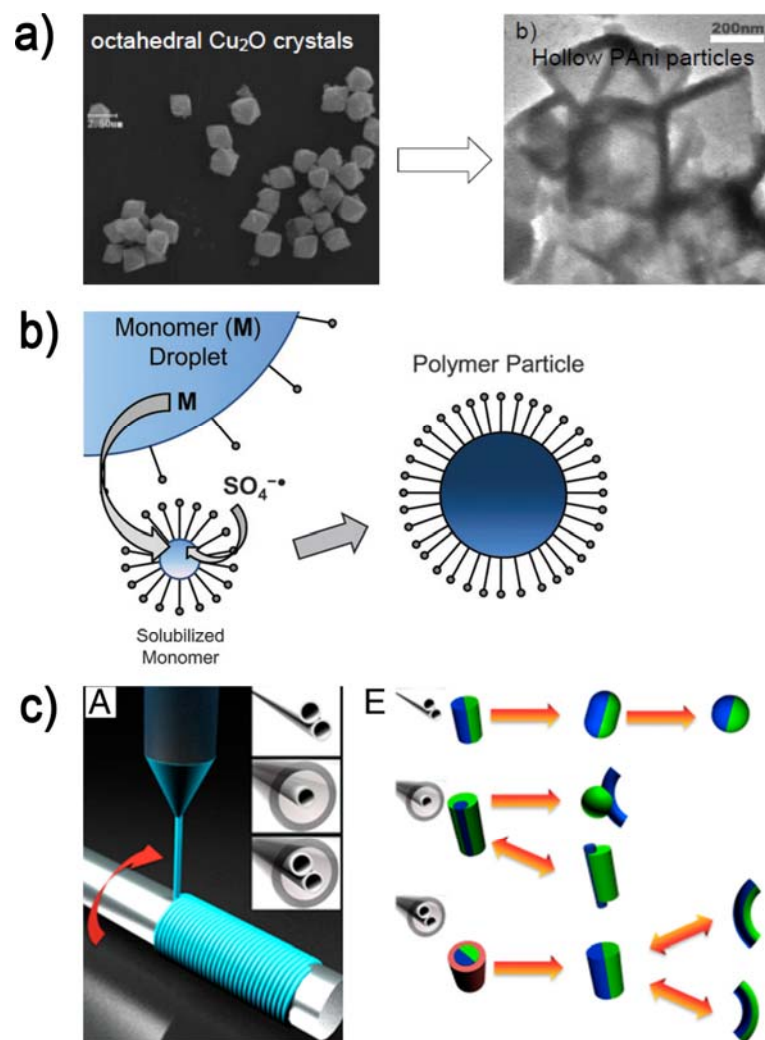 a)
octahedral Cu₂O crystals
b)
200nm
Hollow PAni particles
b)
Monomer (M)
Droplet
M
SO₄⁻•
Solubilized
Monomer
Polymer Particle
c)
A
E